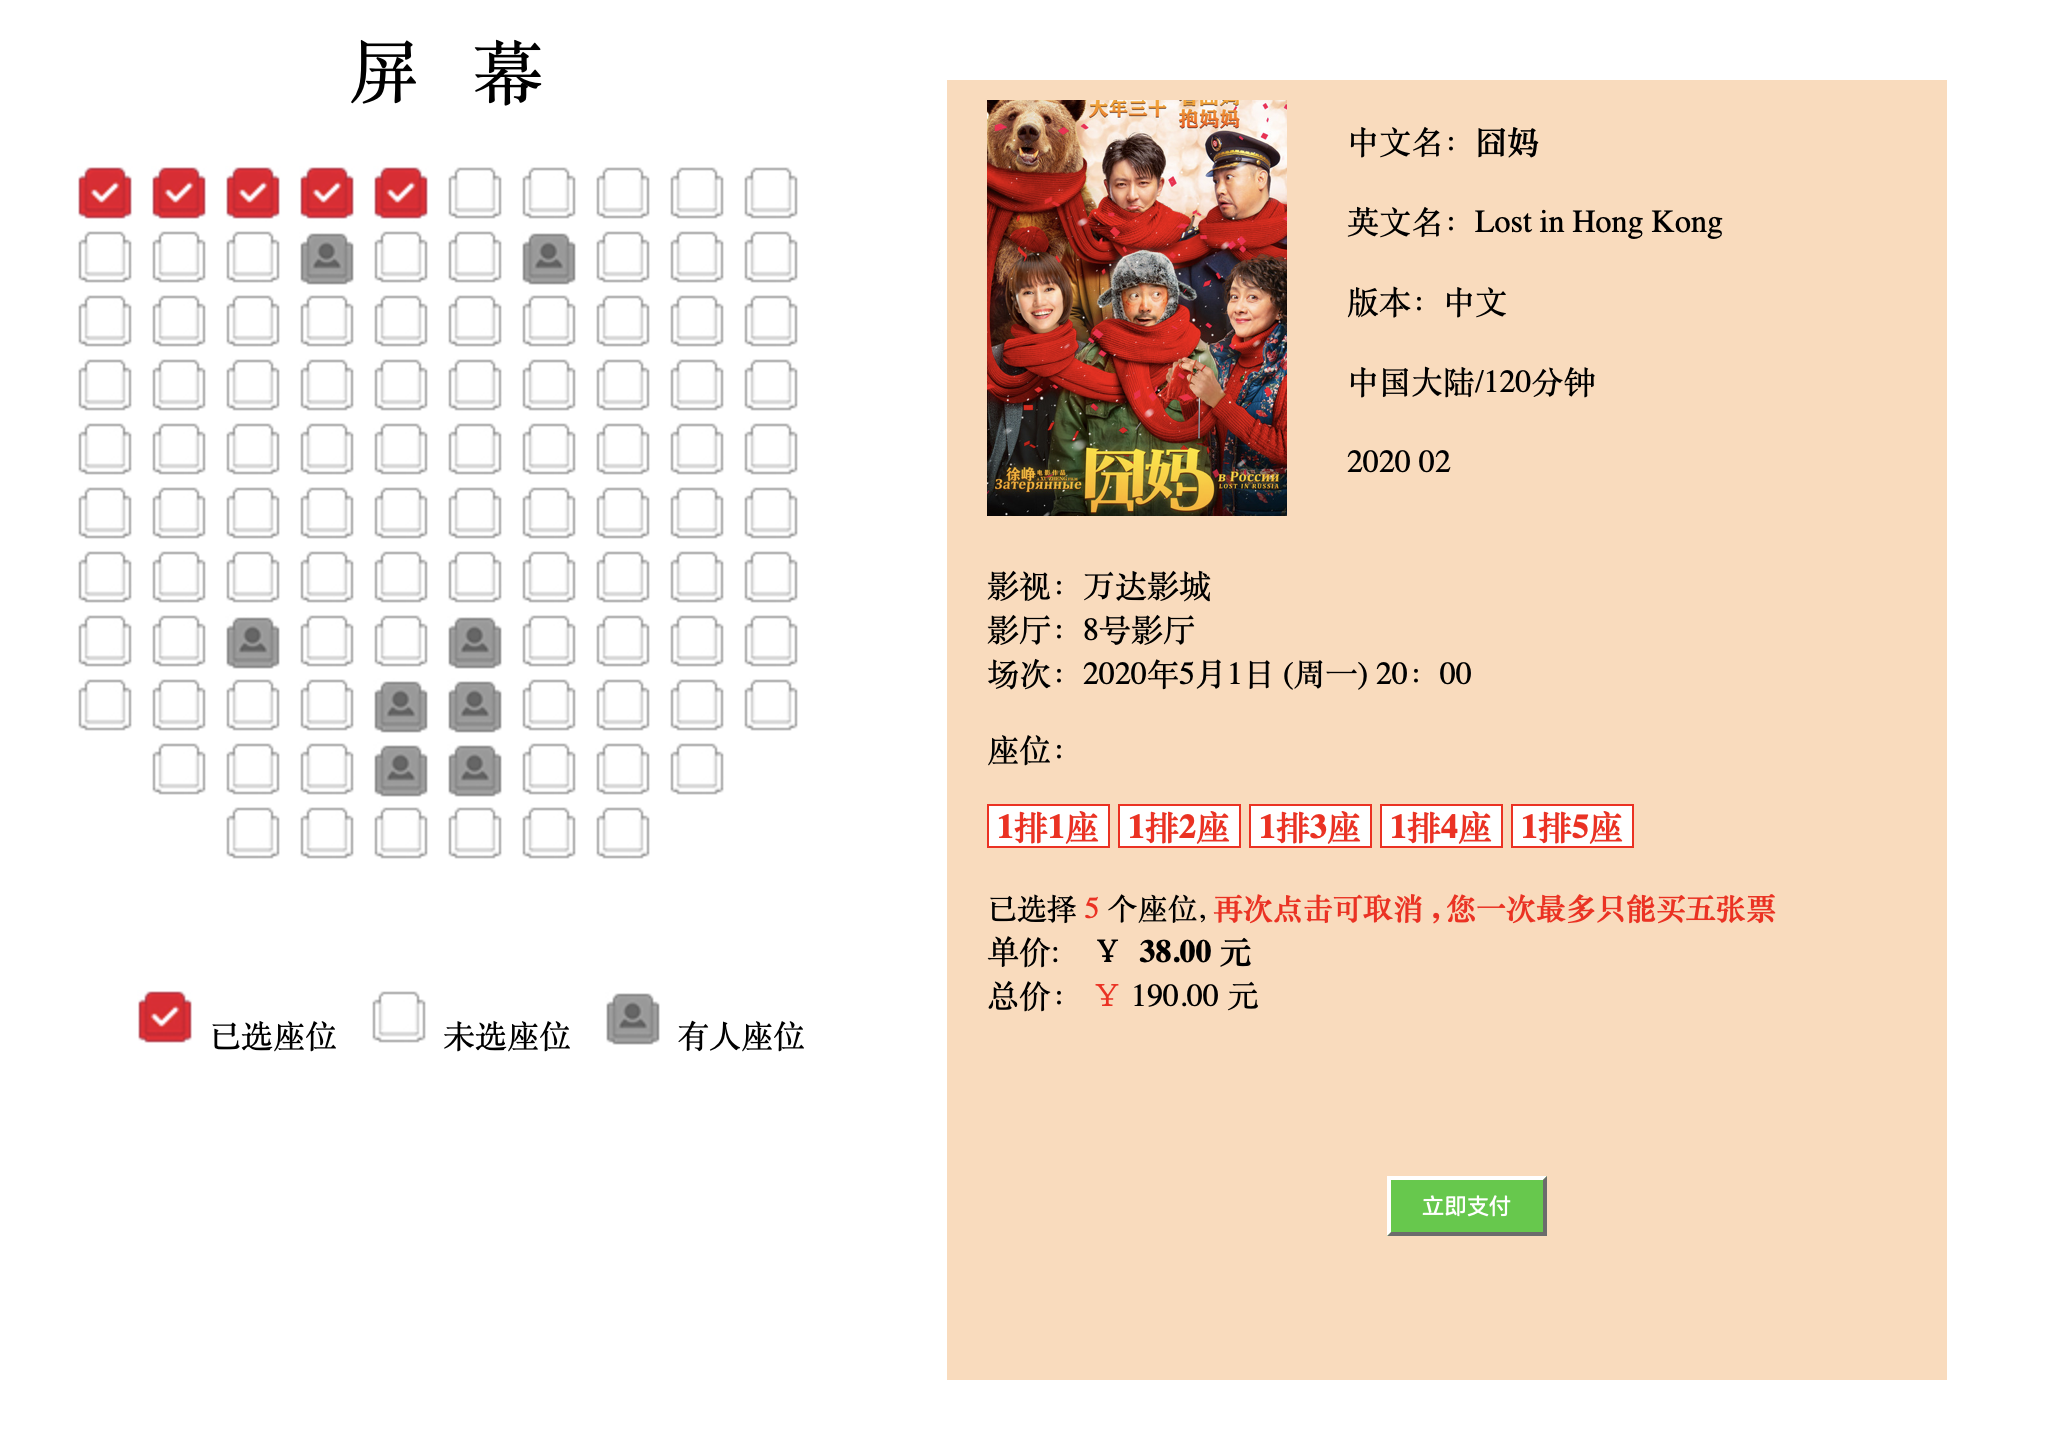 屏 幕
已选座位 未选座位 有人座位
大年三十
抱妈妈
徐峥
囧妈
Затерянные
в России
LOST IN RUSSIA
中文名：囧妈
英文名：Lost in Hong Kong
版本：中文
中国大陆/120分钟
2020 02
影视：万达影城
影厅：8号影厅
场次：2020年5月1日 (周一) 20：00
座位：
1排1座 1排2座 1排3座 1排4座 1排5座
已选择 5 个座位, 再次点击可取消 , 您一次最多只能买五张票
单价: ￥ 38.00 元
总价： ￥ 190.00 元
立即支付